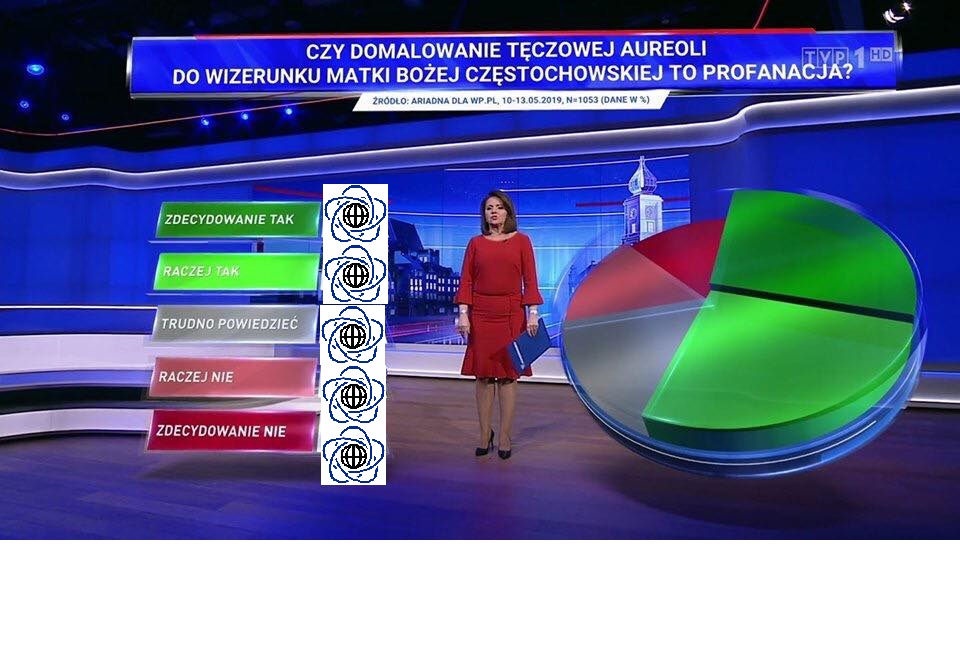 CZY DOMALOWANIE TĘCZOWEJ AUREOLI
DO WIZERUNKU MATKI BOŻEJ CZĘSTOCHOWSKIEJ TO PROFANACJA?
TVP1 HD
ŹRÓDŁO: ARIADNA DLA WP.PL, 10-13.05.2019, N=1053 (DANE W %)
ZDECYDOWANIE TAK
RACZEJ TAK
TRUDNO POWIEDZIEĆ
RACZEJ NIE
ZDECYDOWANIE NIE